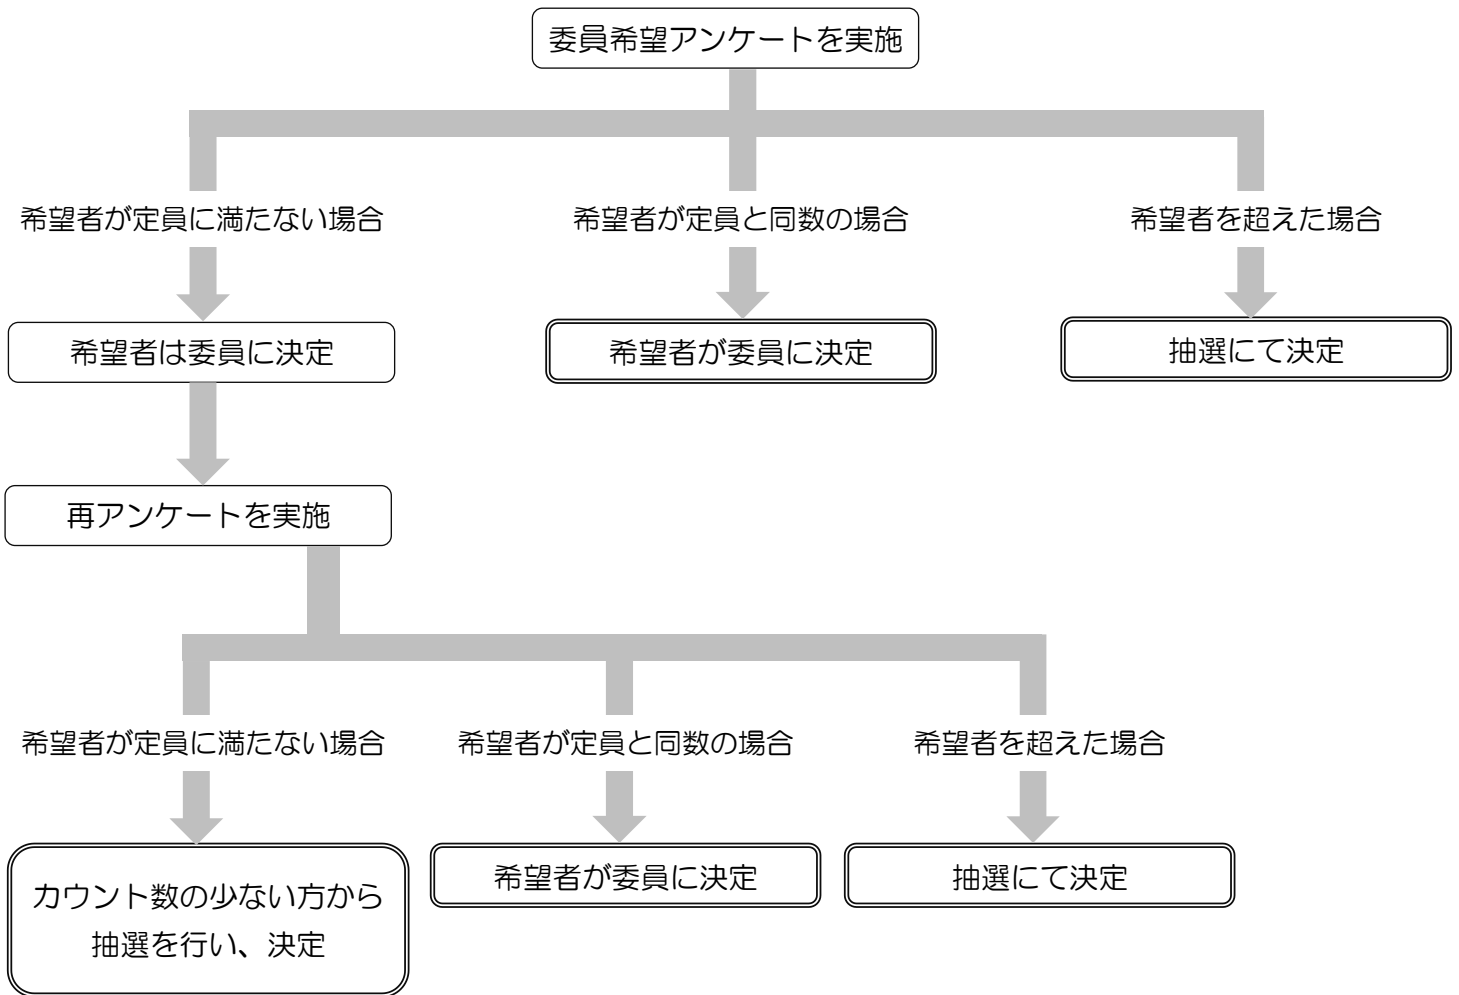 委員希望アンケートを実施
希望者が定員に満たない場合
希望者が定員と同数の場合
希望者を超えた場合
希望者は委員に決定
希望者が委員に決定
抽選にて決定
再アンケートを実施
希望者が定員に満たない場合
希望者が定員と同数の場合
希望者を超えた場合
カウント数の少ない方から
抽選を行い、決定
希望者が委員に決定
抽選にて決定